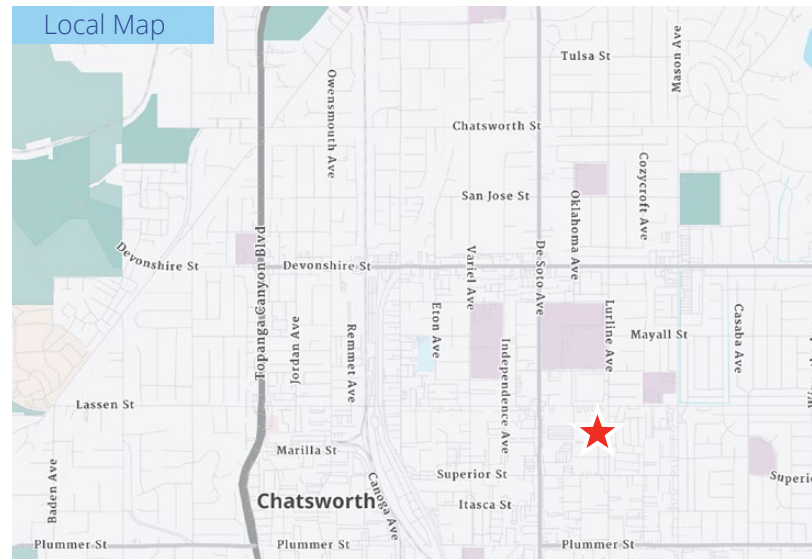 Local Map
Tulsa St
Mason Ave
Owensmouth Ave
Chatsworth St
Cozycroft Ave
San Jose St
Oklahoma Ave
Topanga Canyon Blvd
Devonshire St
Devonshire St
Variel Ave
De Soto Ave
Eton Ave
Lurline Ave
Jordan Ave
Remmet Ave
Mayall St
Casaba Ave
Independence Ave
Lassen St
Marilla St
Superior St
Superio
Baden Ave
Canoga Ave
Chatsworth
Itasca St
Plummer St
Plummer St
Plummer St